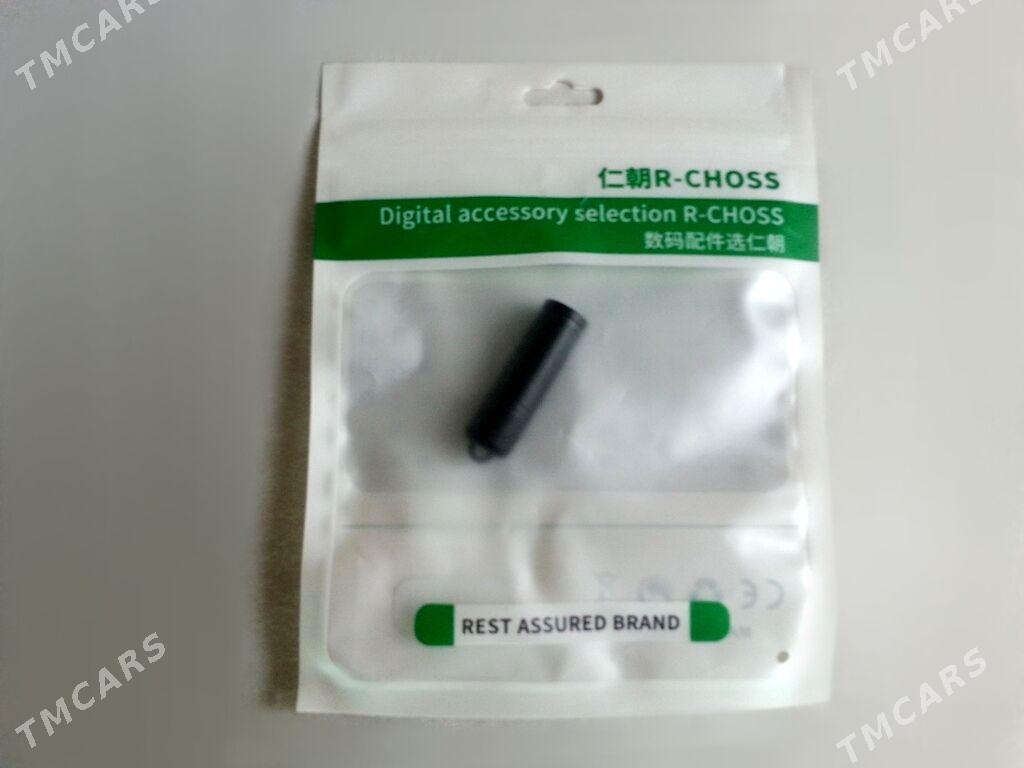 TMCARS
TMCARS
仁朝R-CHOSS
Digital accessory selection R-CHOSS
数码配件选仁朝
REST ASSURED BRAND
TMCARS
TMCARS